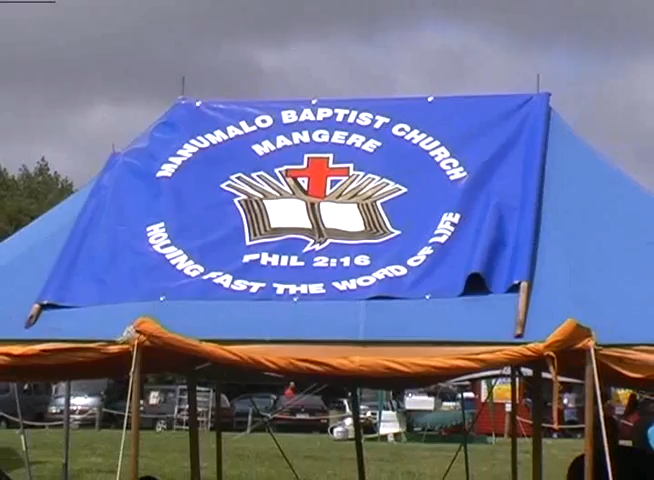 MANUMALO BAPTIST CHURCH
MANGERE
PHIL 2:16
HOLDING FAST THE WORD OF LIFE